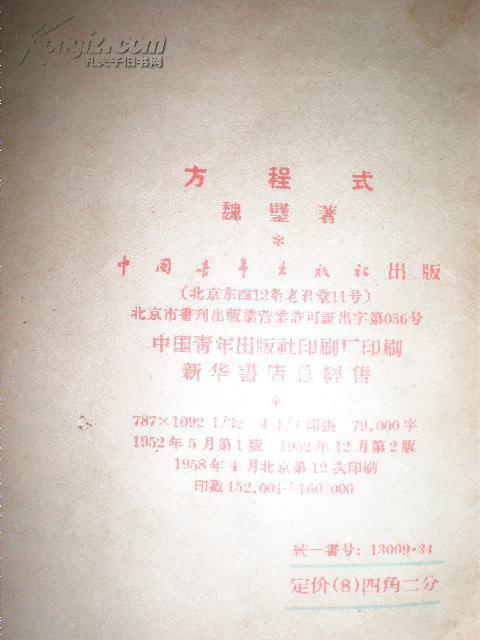 Kongfz.com
孔夫子旧书网
方程式
魏璧著
*
中国青年出版社出版
(北京东四12条老君堂11号)
北京市書刊出版業营業許可証出字第036号
中国青年出版社印刷厂印刷
新华書店总經售
*
787×1092 1/32 4 1/4 印張 79,000字
1952年5月第1版 1952年12月第2版
1958年4月北京第12次印刷
印数152,001—160,000
統一書号: 13009·34
定价(8)四角二分